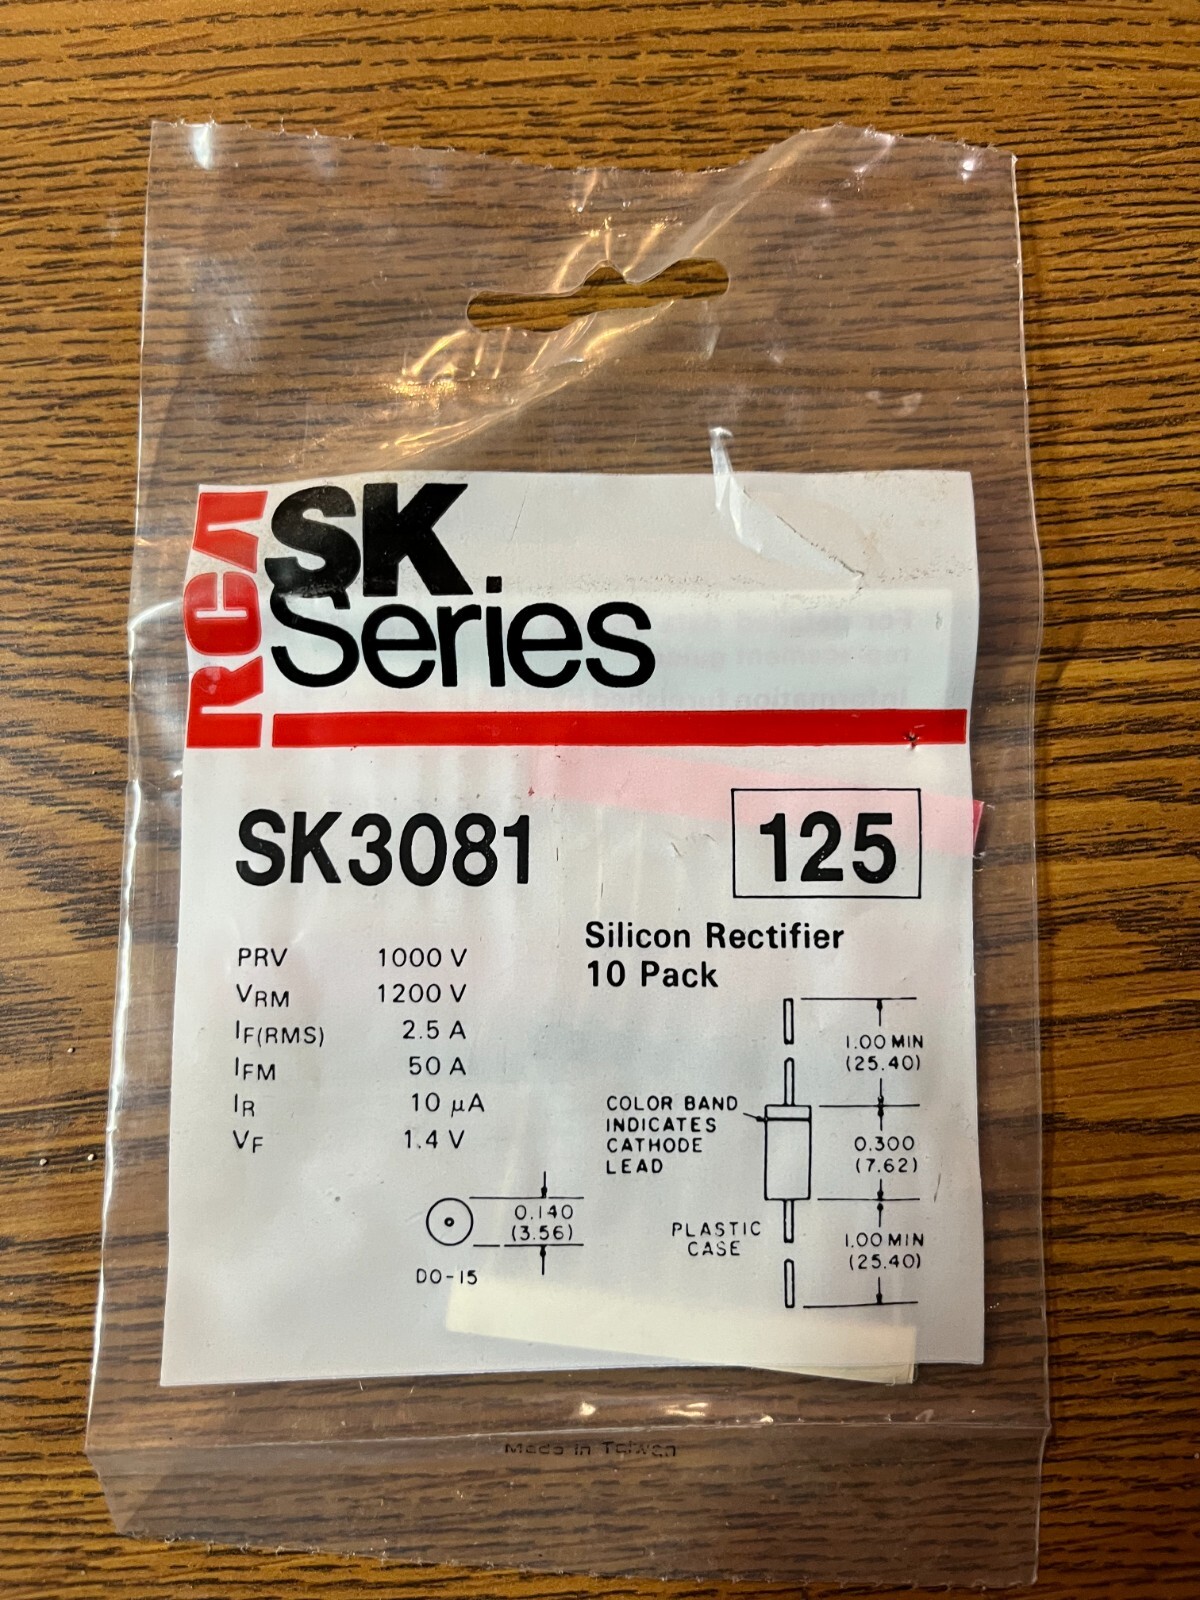 RCA
SK
Series
SK3081
125
Silicon Rectifier
10 Pack
PRV 1000 V
VRM 1200 V
IF(RMS) 2.5 A
IFM 50 A
IR 10 μA
VF 1.4 V
1.00 MIN
(25.40)
COLOR BAND
INDICATES
CATHODE
LEAD
0.300
(7.62)
0.140
(3.56)
DO-15
PLASTIC
CASE
1.00 MIN
(25.40)
Made in Taiwan